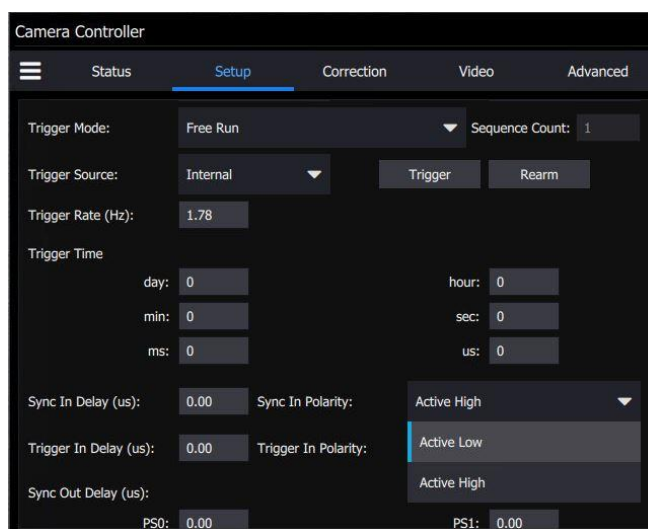 Camera Controller
Status Setup Correction Video Advanced
Trigger Mode: Free Run Sequence Count: 1
Trigger Source: Internal Trigger Rearm
Trigger Rate (Hz): 1.78
Trigger Time
day: 0 hour: 0
min: 0 sec: 0
ms: 0 us: 0
Sync In Delay (us): 0.00 Sync In Polarity: Active High
Trigger In Delay (us): 0.00 Trigger In Polarity: Active Low
Active High
Sync Out Delay (us):
PS0: 0.00 PS1: 0.00